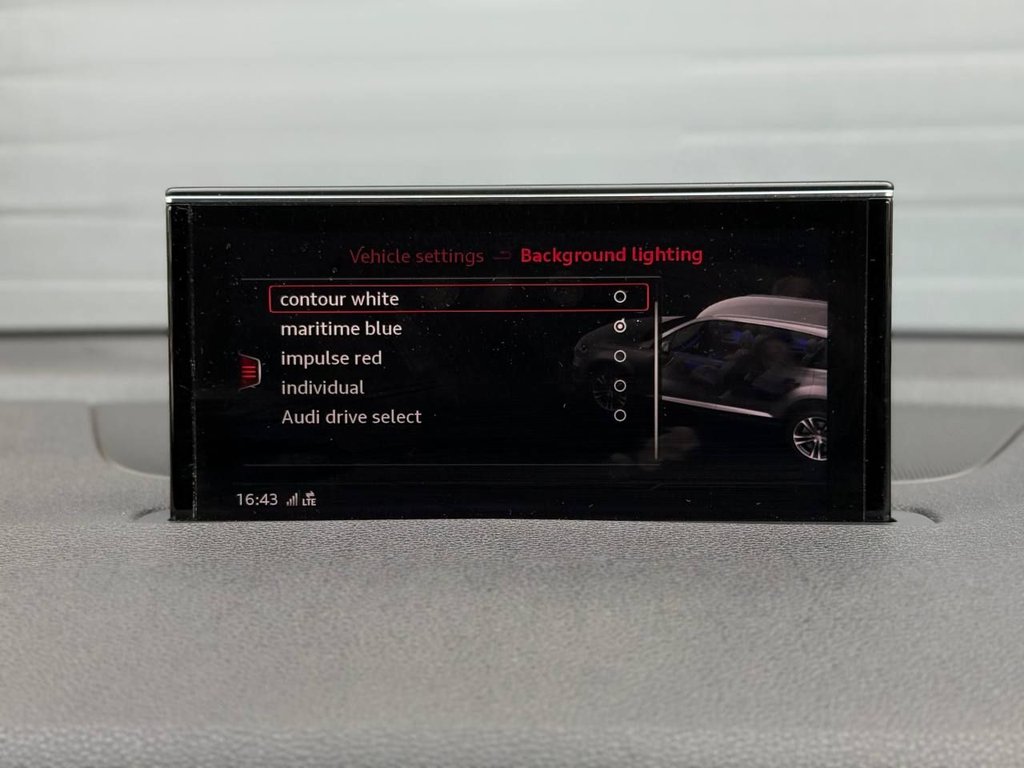 Vehicle settings Background lighting
contour white
maritime blue
impulse red
individual
Audi drive select
16:43 LTE